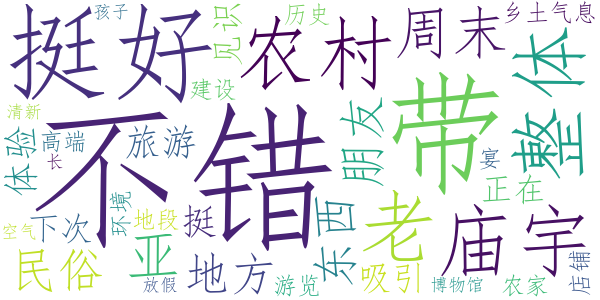 孩子
历史
乡土气息
挺好
见识
农村
周末
建设
整体
清新
不错
带
体验
高端
旅游
朋友
宴
长
正在
环境
地段
挺
东西
老
庙宇
下次
亚
空气
民俗
地方
吸引
店铺
放假
游览
博物馆
农家